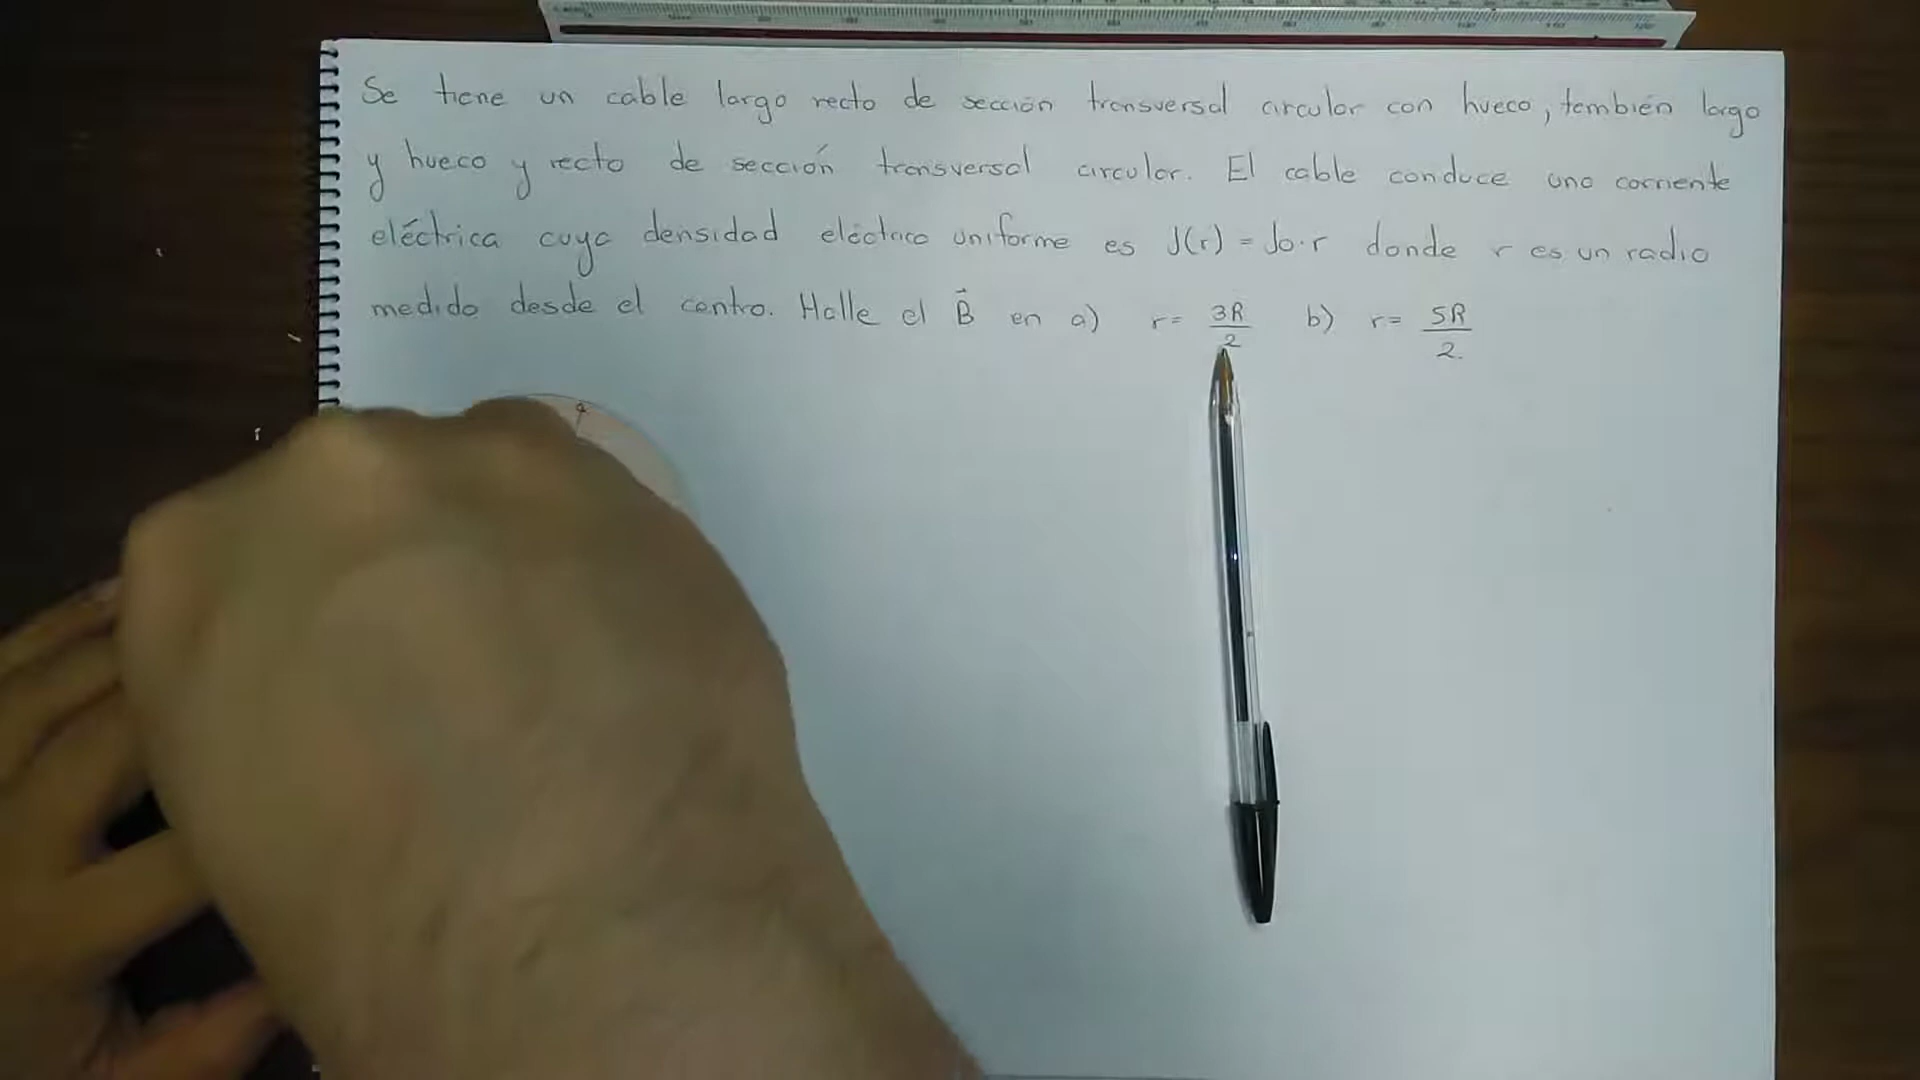 Se tiene un cable largo recto de sección transversal circular con hueco, también largo
y hueco y recto de sección transversal circular. El cable conduce una corriente
eléctrica cuya densidad eléctrica uniforme es J(r) = Jo·r donde r es un radio
medido desde el centro. Halle el B⃗ en a) r= 3R/2 b) r= 5R/2.